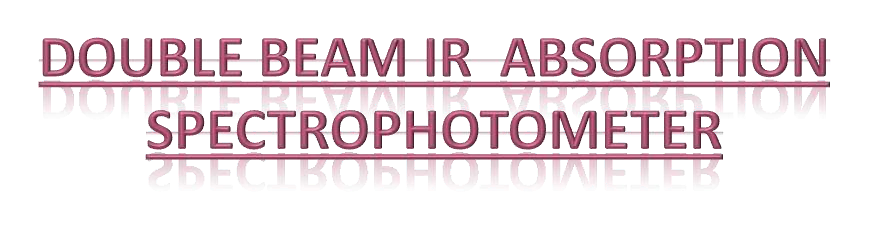 DOUBLE BEAM IR ABSORPTION
SPECTROPHOTOMETER